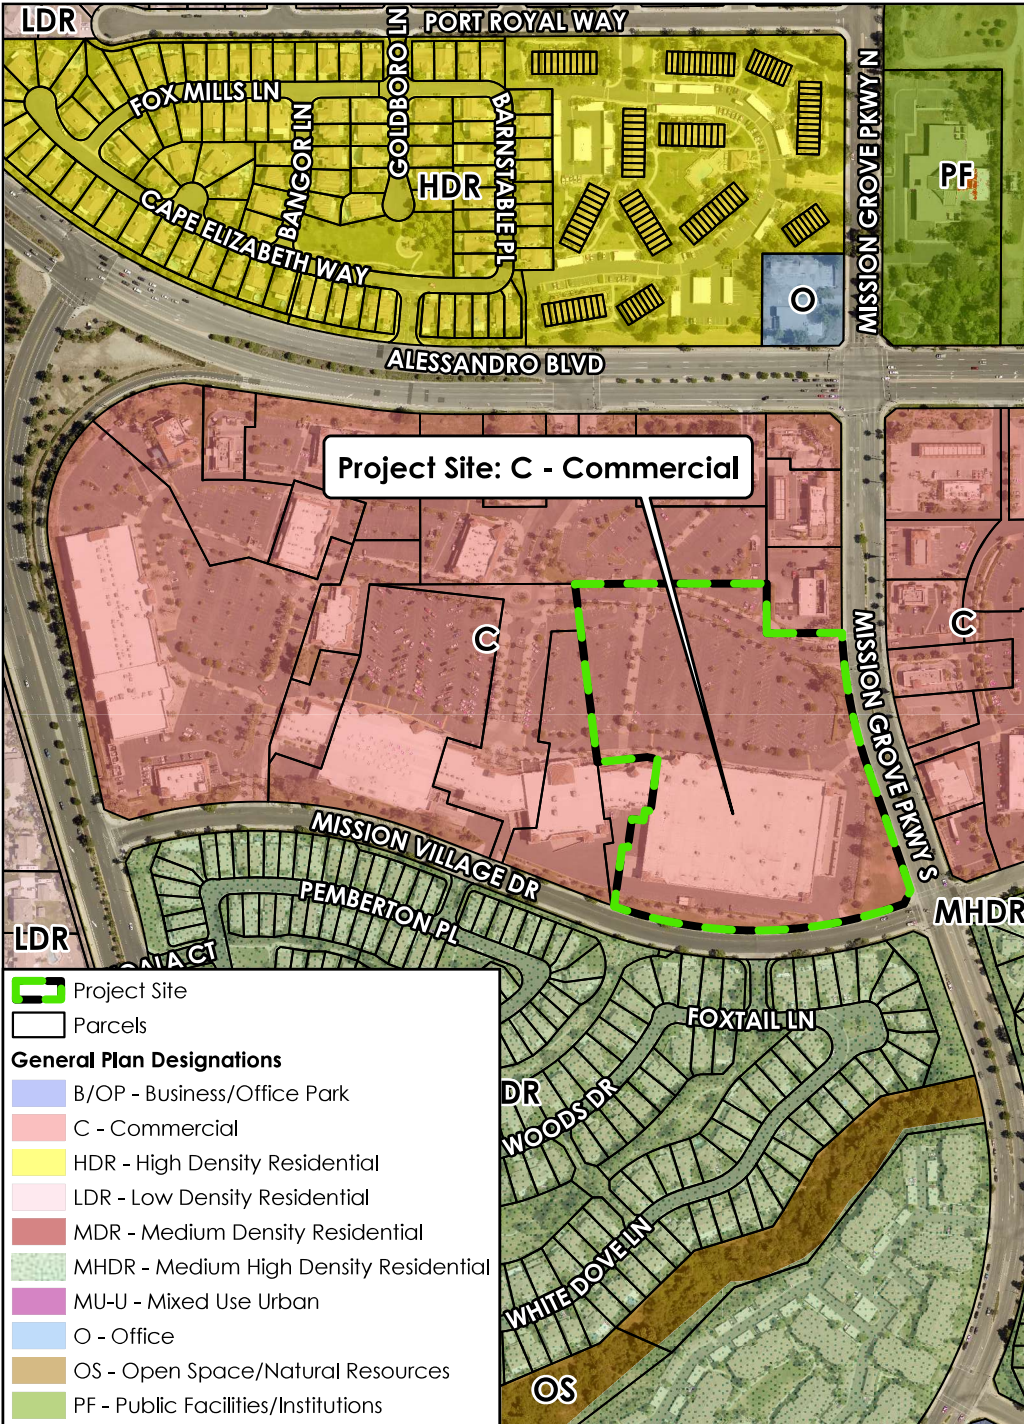 LDR
PORT ROYAL WAY
GOLDBORO LN
FOX MILLS LN
BANGOR LN
BARNSTABLE PL
HDR
CAPE ELIZABETH WAY
MISSION GROVE PKWY N
PF
O
ALESSANDRO BLVD
Project Site: C - Commercial
C
C
MISSION GROVE PKWY S
MISSION VILLAGE DR
PEMBERTON PL
MHDR
LDR
OALA CT
FOXTAIL LN
DR
WOODS DR
WHITE DOVE LN
OS
Project Site
Parcels
General Plan Designations
B/OP - Business/Office Park
C - Commercial
HDR - High Density Residential
LDR - Low Density Residential
MDR - Medium Density Residential
MHDR - Medium High Density Residential
MU-U - Mixed Use Urban
O - Office
OS - Open Space/Natural Resources
PF - Public Facilities/Institutions